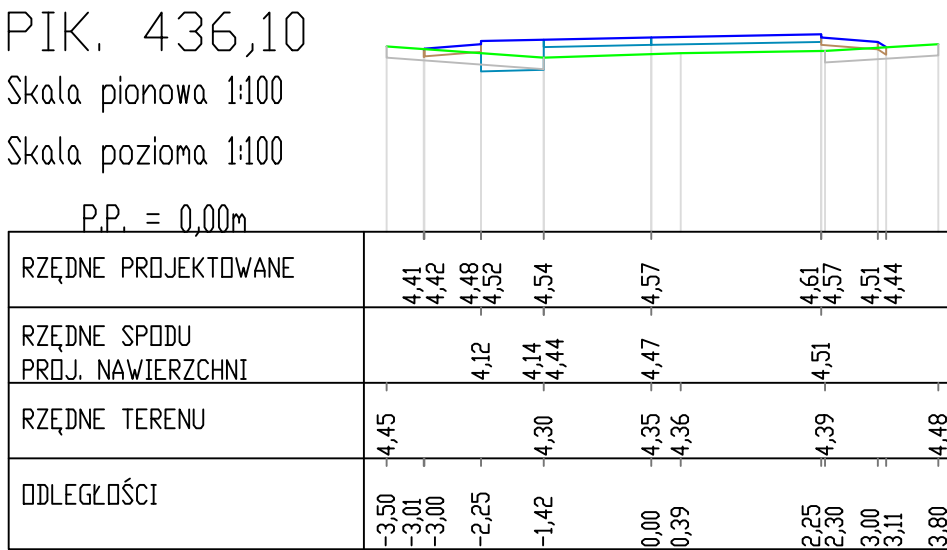 PIK. 436,10
Skala pionowa 1:100
Skala pozioma 1:100
P.P. = 0,00m
RZĘDNE PROJEKTOWANE 4,41 4,42 4,48 4,52 4,54 4,57 4,61 4,57 4,51 4,44
RZĘDNE SPODU
PROJ. NAWIERZCHNI 4,12 4,14 4,44 4,47 4,51
RZĘDNE TERENU 4,45 4,30 4,35 4,36 4,39 4,48
ODLEGŁOŚCI -3,50 -3,01 -3,00 -2,25 -1,42 0,00 0,39 2,25 2,30 3,00 3,11 3,80